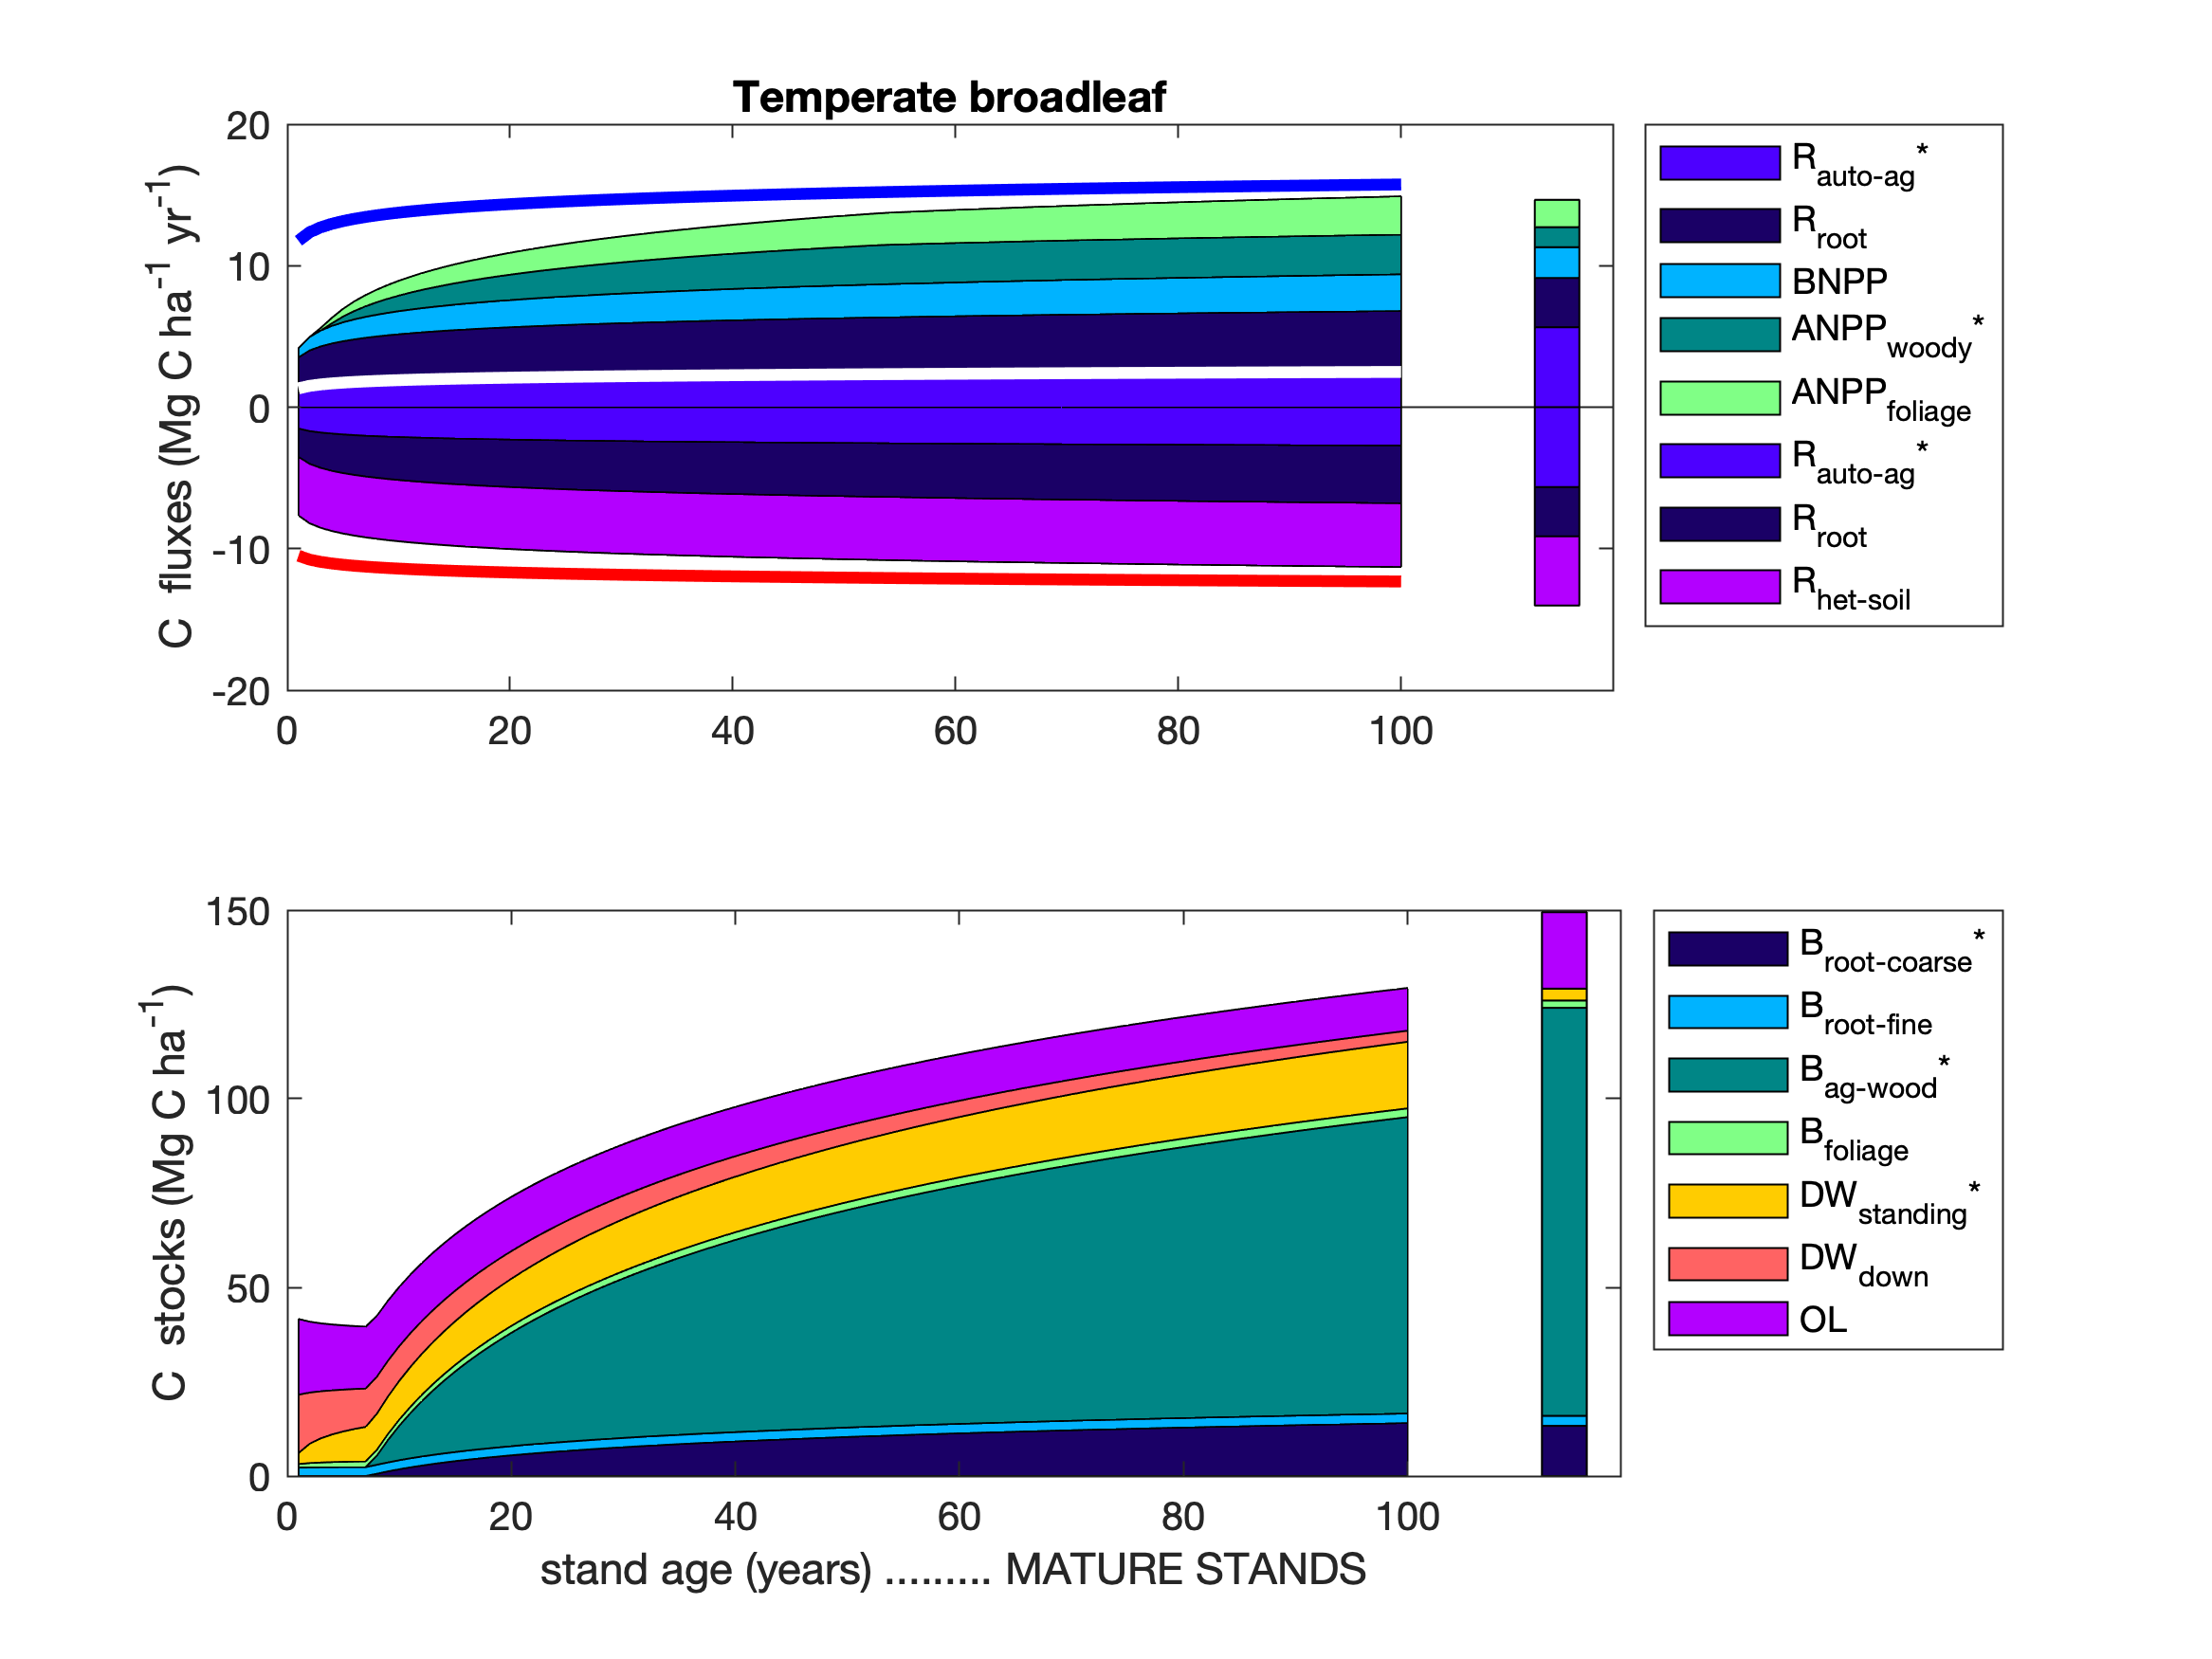 Temperate broadleaf
C fluxes (Mg C ha-1 yr-1)
20
10
0
-10
-20
0 20 40 60 80 100
Rauto-ag*
Rroot
BNPP
ANPPwoody*
ANPPfoliage
Rauto-ag*
Rroot
Rhet-soil
C stocks (Mg C ha-1)
150
100
50
0
0 20 40 60 80 100
stand age (years) ......... MATURE STANDS
Broot-coarse*
Broot-fine
Bag-wood*
Bfoliage
DWstanding*
DWdown
OL